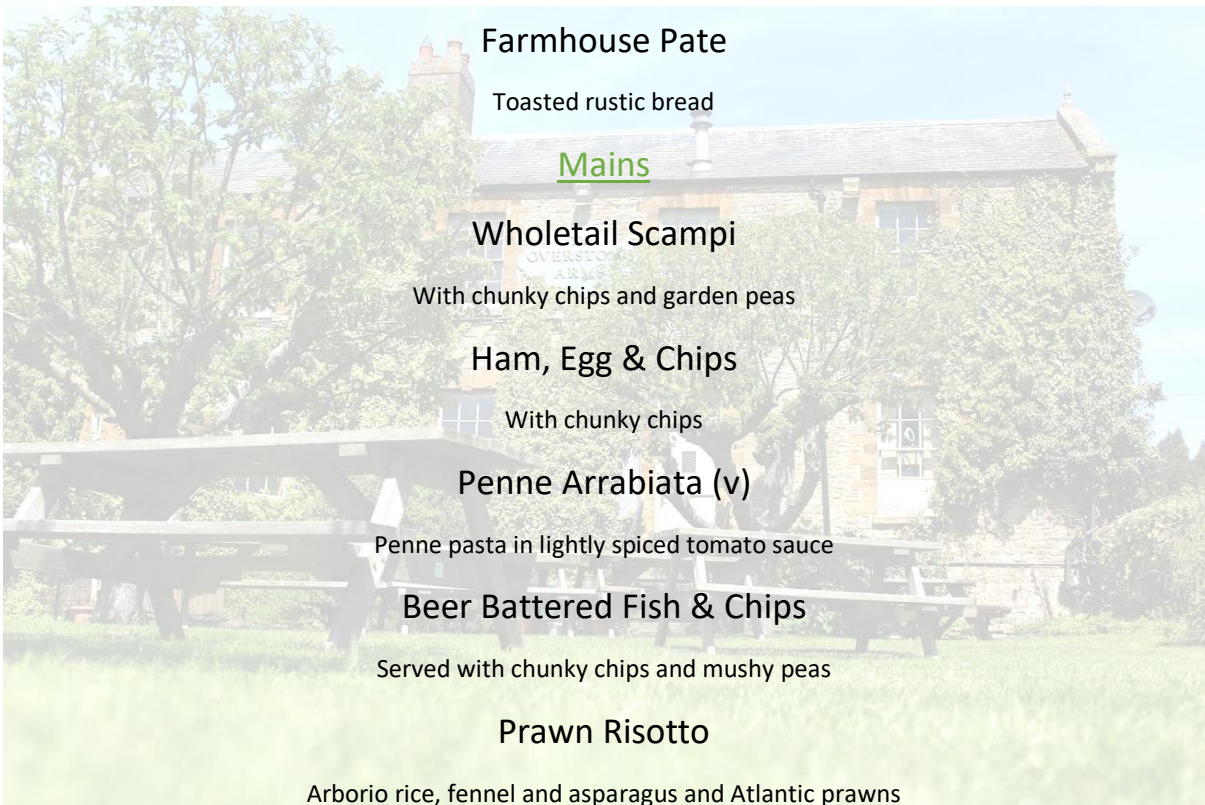 Farmhouse Pate
Toasted rustic bread
Mains
Wholetail Scampi
OVERSTO
ARMS
With chunky chips and garden peas
Ham, Egg & Chips
With chunky chips
Penne Arrabiata (v)
Penne pasta in lightly spiced tomato sauce
Beer Battered Fish & Chips
Served with chunky chips and mushy peas
Prawn Risotto
Arborio rice, fennel and asparagus and Atlantic prawns